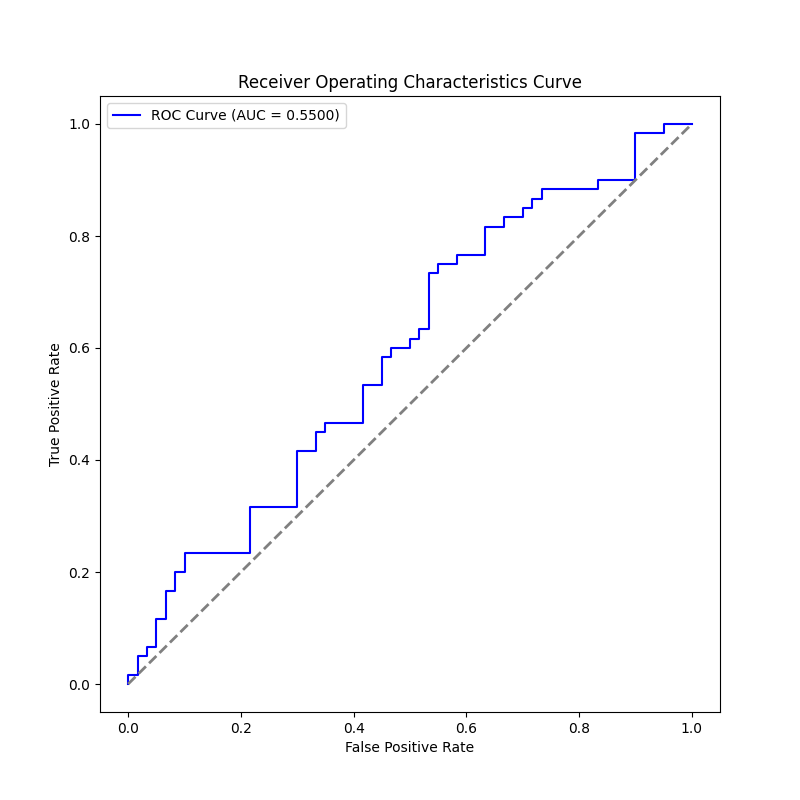 Receiver Operating Characteristics Curve
ROC Curve (AUC = 0.5500)
1.0
0.8
0.6
0.4
0.2
0.0
True Positive Rate
0.0 0.2 0.4 0.6 0.8 1.0
False Positive Rate